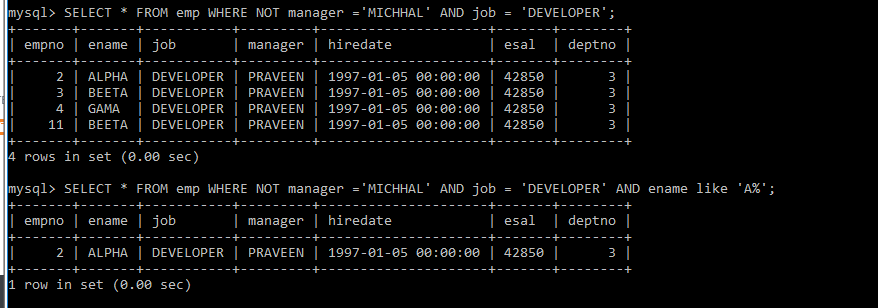 mysql> SELECT * FROM emp WHERE NOT manager ='MICHHAL' AND job = 'DEVELOPER';
+-------+-------+-----------+---------+---------------------+-------+--------+
| empno | ename | job       | manager | hiredate            | esal  | deptno |
+-------+-------+-----------+---------+---------------------+-------+--------+
|     2 | ALPHA | DEVELOPER | PRAVEEN | 1997-01-05 00:00:00 | 42850 |      3 |
|     3 | BEETA | DEVELOPER | PRAVEEN | 1997-01-05 00:00:00 | 42850 |      3 |
|     4 | GAMA  | DEVELOPER | PRAVEEN | 1997-01-05 00:00:00 | 42850 |      3 |
|    11 | BEETA | DEVELOPER | PRAVEEN | 1997-01-05 00:00:00 | 42850 |      3 |
+-------+-------+-----------+---------+---------------------+-------+--------+
4 rows in set (0.00 sec)
mysql> SELECT * FROM emp WHERE NOT manager ='MICHHAL' AND job = 'DEVELOPER' AND ename like 'A%';
+-------+-------+-----------+---------+---------------------+-------+--------+
| empno | ename | job       | manager | hiredate            | esal  | deptno |
+-------+-------+-----------+---------+---------------------+-------+--------+
|     2 | ALPHA | DEVELOPER | PRAVEEN | 1997-01-05 00:00:00 | 42850 |      3 |
+-------+-------+-----------+---------+---------------------+-------+--------+
1 row in set (0.00 sec)